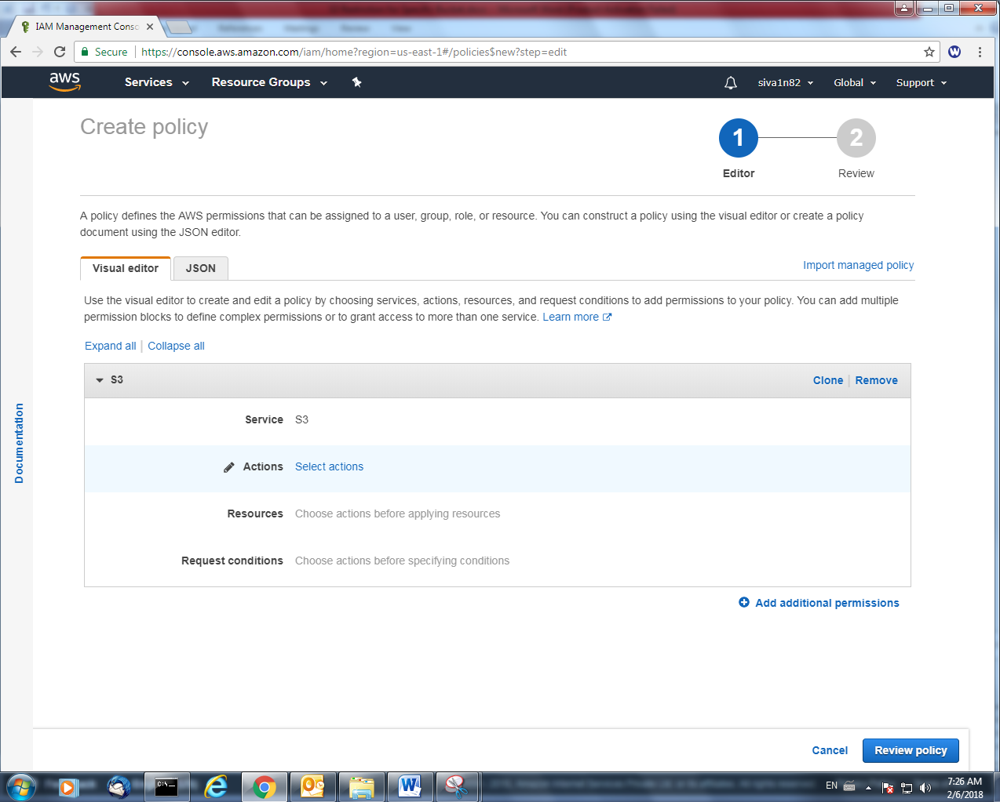 IAM Management Conso
Secure https://console.aws.amazon.com/iam/home?region=us-east-1#/policies$new?step=edit
aws Services Resource Groups siva1n82 Global Support
Create policy
1 2
Editor Review
A policy defines the AWS permissions that can be assigned to a user, group, role, or resource. You can construct a policy using the visual editor or create a policy
document using the JSON editor.
Visual editor JSON Import managed policy
Use the visual editor to create and edit a policy by choosing services, actions, resources, and request conditions to add permissions to your policy. You can add multiple
permission blocks to define complex permissions or to grant access to more than one service. Learn more
Expand all Collapse all
S3 Clone Remove
Service S3
Documentation
Actions Select actions
Resources Choose actions before applying resources
Request conditions Choose actions before specifying conditions
Add additional permissions
Cancel Review policy
EN 7:26 AM
2/6/2018